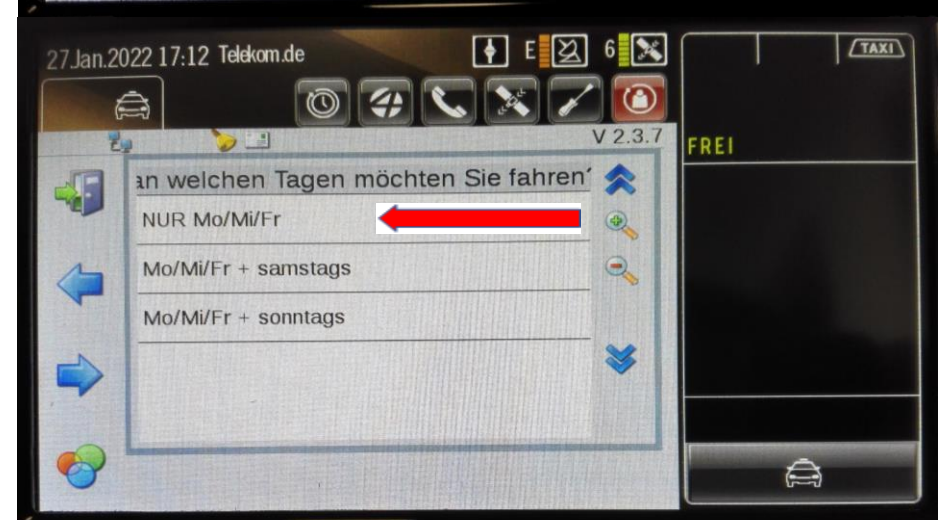 27.Jan.2022 17:12 Telekom.de
E
6
TAXI
V 2.3.7
FREI
an welchen Tagen möchten Sie fahren?
NUR Mo/Mi/Fr
Mo/Mi/Fr + samstags
Mo/Mi/Fr + sonntags